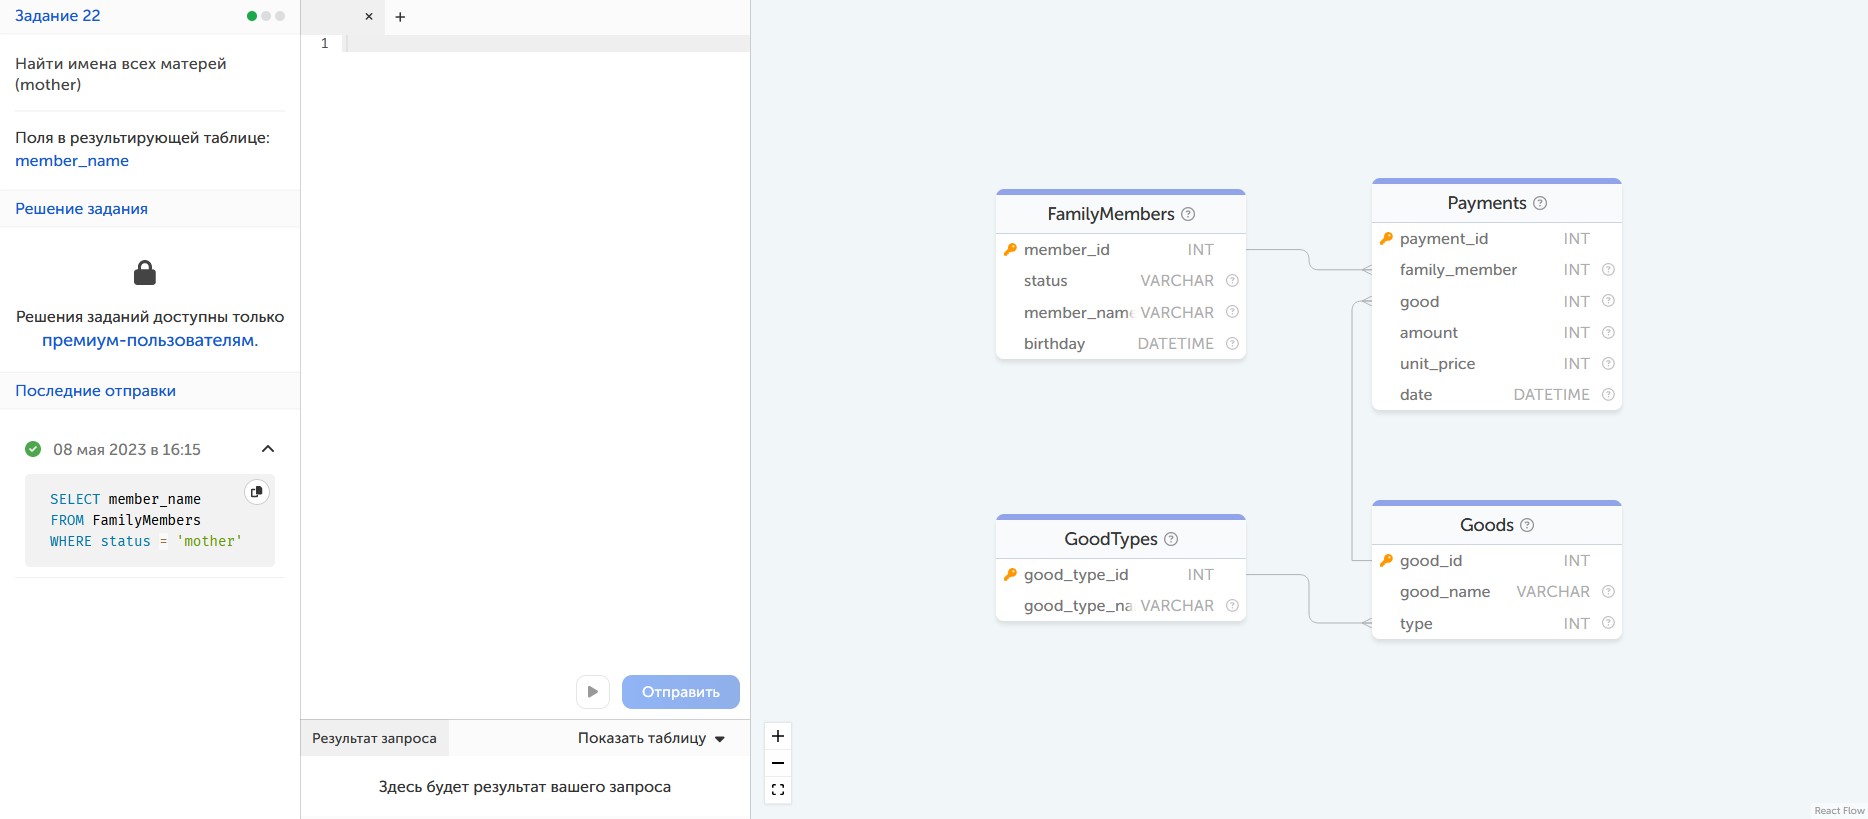 Задание 22
Найти имена всех матерей
(mother)
Поля в результирующей таблице:
member_name
Решение задания
Решения заданий доступны только
премиум-пользователям.
Последние отправки
08 мая 2023 в 16:15
SELECT member_name
FROM FamilyMembers
WHERE status = 'mother'
1
Отправить
Результат запроса
Показать таблицу
Здесь будет результат вашего запроса
FamilyMembers
member_id INT
status VARCHAR
member_name VARCHAR
birthday DATETIME
Payments
payment_id INT
family_member INT
good INT
amount INT
unit_price INT
date DATETIME
GoodTypes
good_type_id INT
good_type_na VARCHAR
Goods
good_id INT
good_name VARCHAR
type INT
React Flow